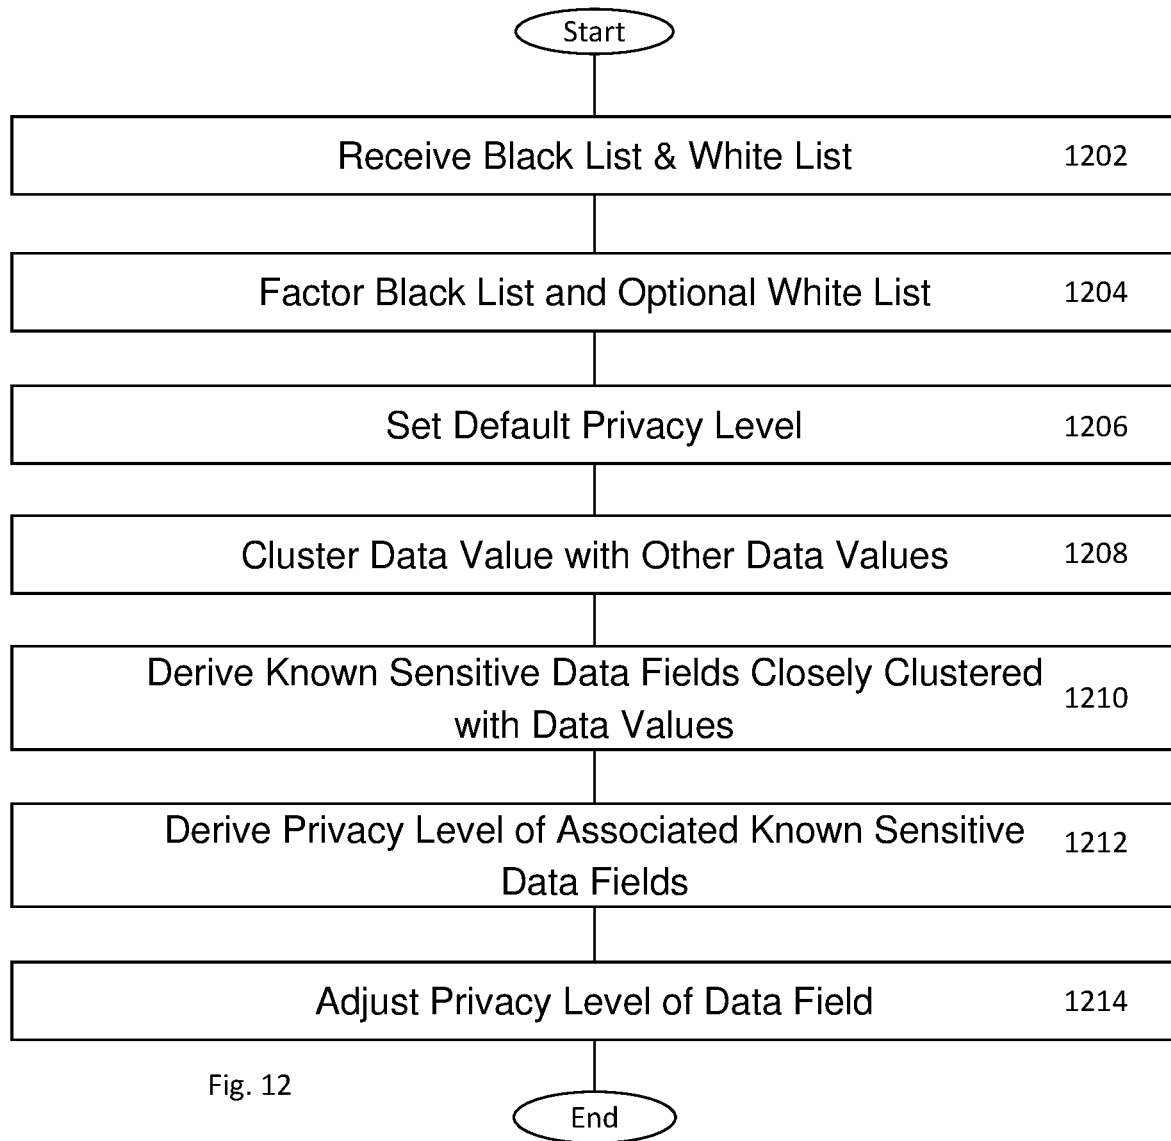 Start
Receive Black List & White List 1202
Factor Black List and Optional White List 1204
Set Default Privacy Level 1206
Cluster Data Value with Other Data Values 1208
Derive Known Sensitive Data Fields Closely Clustered
with Data Values
1210
Derive Privacy Level of Associated Known Sensitive
Data Fields
1212
Adjust Privacy Level of Data Field 1214
Fig. 12
End